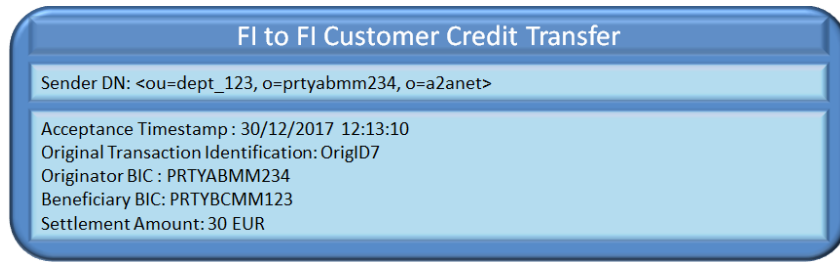 FI to FI Customer Credit Transfer
Sender DN: <ou=dept_123, o=prtyabmm234, o=a2anet>
Acceptance Timestamp : 30/12/2017 12:13:10
Original Transaction Identification: OrigID7
Originator BIC : PRTYABMM234
Beneficiary BIC: PRTYBCMM123
Settlement Amount: 30 EUR